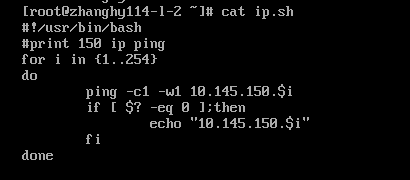 [root@zhanghy114-l-2 ~]# cat ip.sh
#!/usr/bin/bash
#print 150 ip ping
for i in {1..254}
do
        ping -c1 -w1 10.145.150.$i
        if [ $? -eq 0 ];then
                echo "10.145.150.$i"
        fi
done